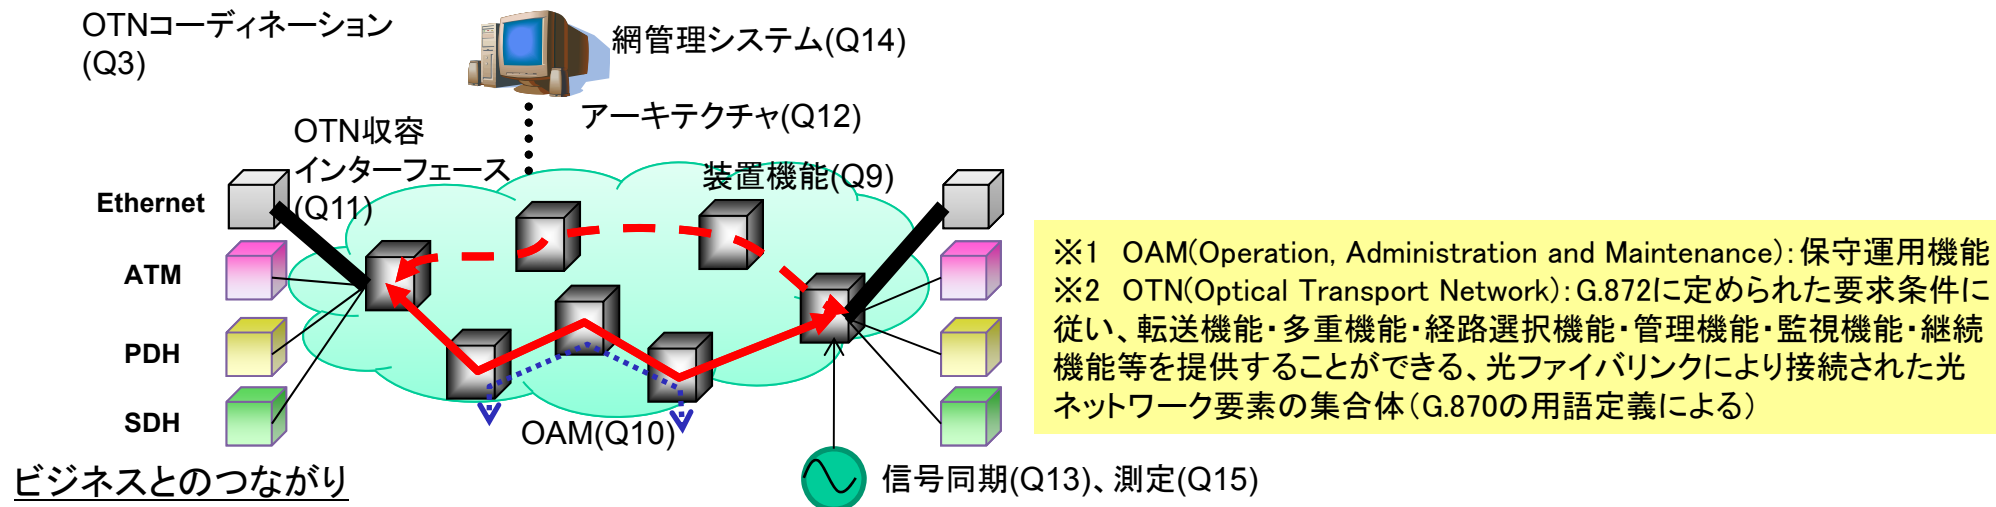 OTNコーディネーション
(Q3)
網管理システム(Q14)
アーキテクチャ(Q12)
OTN収容
インターフェース
(Q11)
装置機能(Q9)
Ethernet
ATM
PDH
SDH
OAM(Q10)
信号同期(Q13)、測定(Q15)
※1 OAM(Operation, Administration and Maintenance):保守運用機能
※2 OTN(Optical Transport Network):G.872に定められた要求条件に
従い、転送機能・多重機能・経路選択機能・管理機能・監視機能・継続
機能等を提供することができる、光ファイバリンクにより接続された光
ネットワーク要素の集合体(G.870の用語定義による)
ビジネスとのつながり